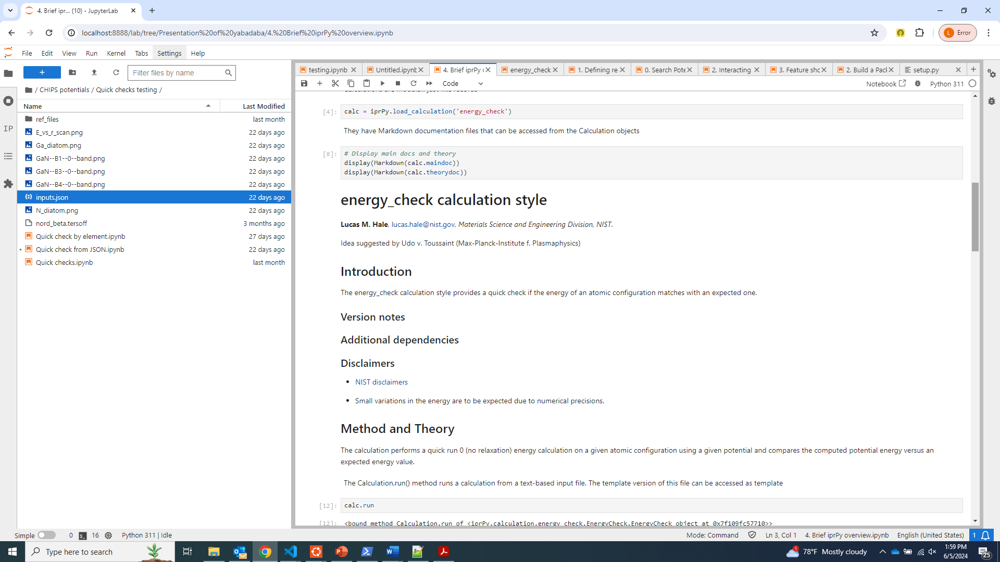 4. Brief ipr... (10) - JupyterLab
localhost:8888/lab/tree/Presentation%20of%20yabadaba/4.%20Brief%20iprPy%20overview.ipynb
L Error
File Edit View Run Kernel Tabs Settings Help
Filter files by name
/ CHIPS potentials / Quick checks testing /
Name Last Modified
ref_files last month
E_vs_r_scan.png 22 days ago
Ga_diatom.png 22 days ago
GaN--B1--0--band.png 22 days ago
GaN--B3--0--band.png 22 days ago
GaN--B4--0--band.png 22 days ago
inputs.json 22 days ago
N_diatom.png 22 days ago
nord_beta.tersoff 3 months ago
Quick check by element.ipynb 27 days ago
Quick check from JSON.ipynb 22 days ago
Quick checks.ipynb last month
IP
testing.ipynb Untitled.ipynb 4. Brief iprPy energy_check 1. Defining re 0. Search Pote 2. Interacting 3. Feature sho 2. Build a Pack setup.py
Code Notebook Python 311
Calculations are modular, just like records
[4]: calc = iprPy.load_calculation('energy_check')
They have Markdown documentation files that can be accessed from the Calculation objects
[8]: # Display main docs and theory
display(Markdown(calc.maindoc))
display(Markdown(calc.theorydoc))
energy_check calculation style
Lucas M. Hale, lucas.hale@nist.gov, Materials Science and Engineering Division, NIST.
Idea suggested by Udo v. Toussaint (Max-Planck-Institute f. Plasmaphysics)
Introduction
The energy_check calculation style provides a quick check if the energy of an atomic configuration matches with an expected one.
Version notes
Additional dependencies
Disclaimers
• NIST disclaimers
• Small variations in the energy are to be expected due to numerical precisions.
Method and Theory
The calculation performs a quick run 0 (no relaxation) energy calculation on a given atomic configuration using a given potential and compares the computed potential energy versus an
expected energy value.
The Calculation.run() method runs a calculation from a text-based input file. The template version of this file can be accessed as template
[12]: calc.run
[12]: <bound method Calculation.run of <iprPy.calculation.energy_check.EnergyCheck.EnergyCheck object at 0x7f109fc57710>>
Simple 0 $_ 16 Python 311 | Idle Mode: Command Ln 3, Col 1 4. Brief iprPy overview.ipynb English (United States) 1
Type here to search
1 78°F Mostly cloudy 1:59 PM
6/5/2024 25